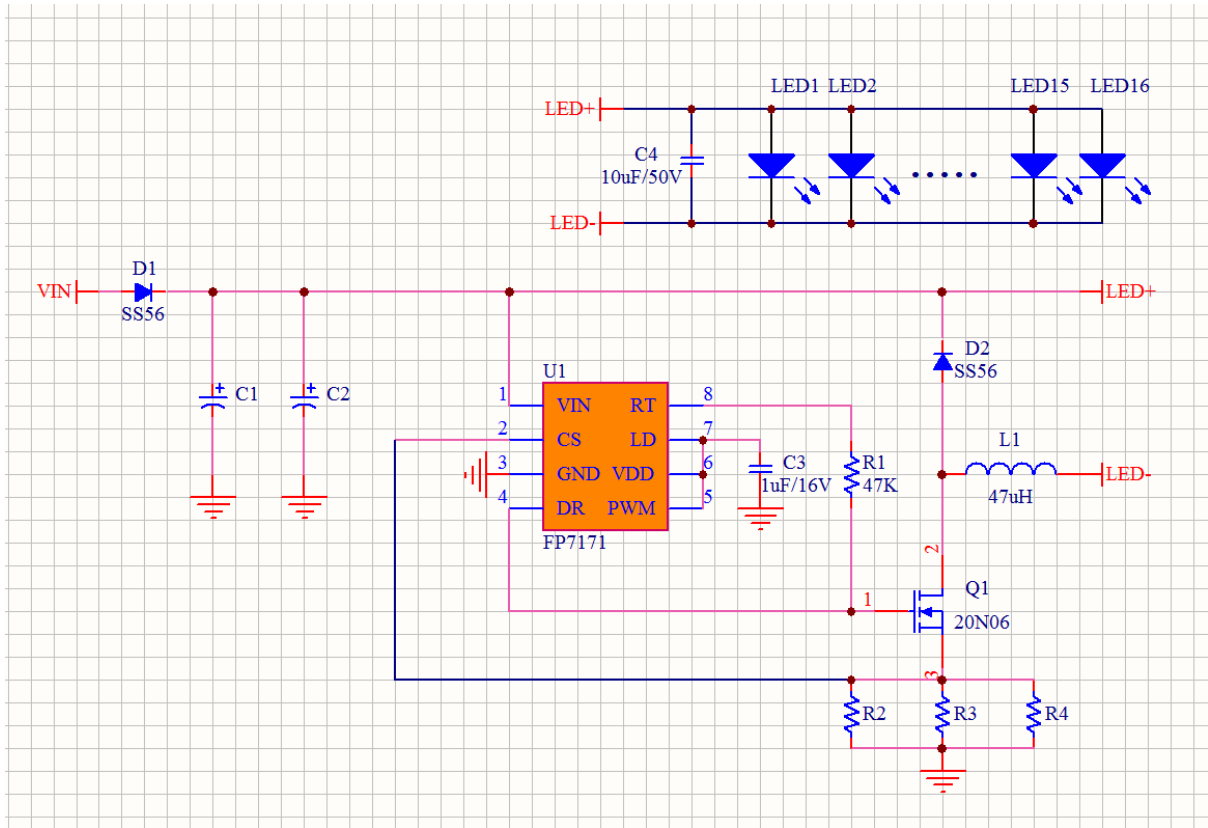 LED1 LED2 LED15 LED16
LED+
C4
10uF/50V
LED-
D1
VIN
SS56
LED+
D2
SS56
C1
C2
U1
1 VIN RT 8
2 CS LD 7
3 GND VDD 6
4 DR PWM 5
FP7171
C3
1uF/16V
R1
47K
L1
47uH
LED-
2
1
Q1
20N06
3
R2
R3
R4